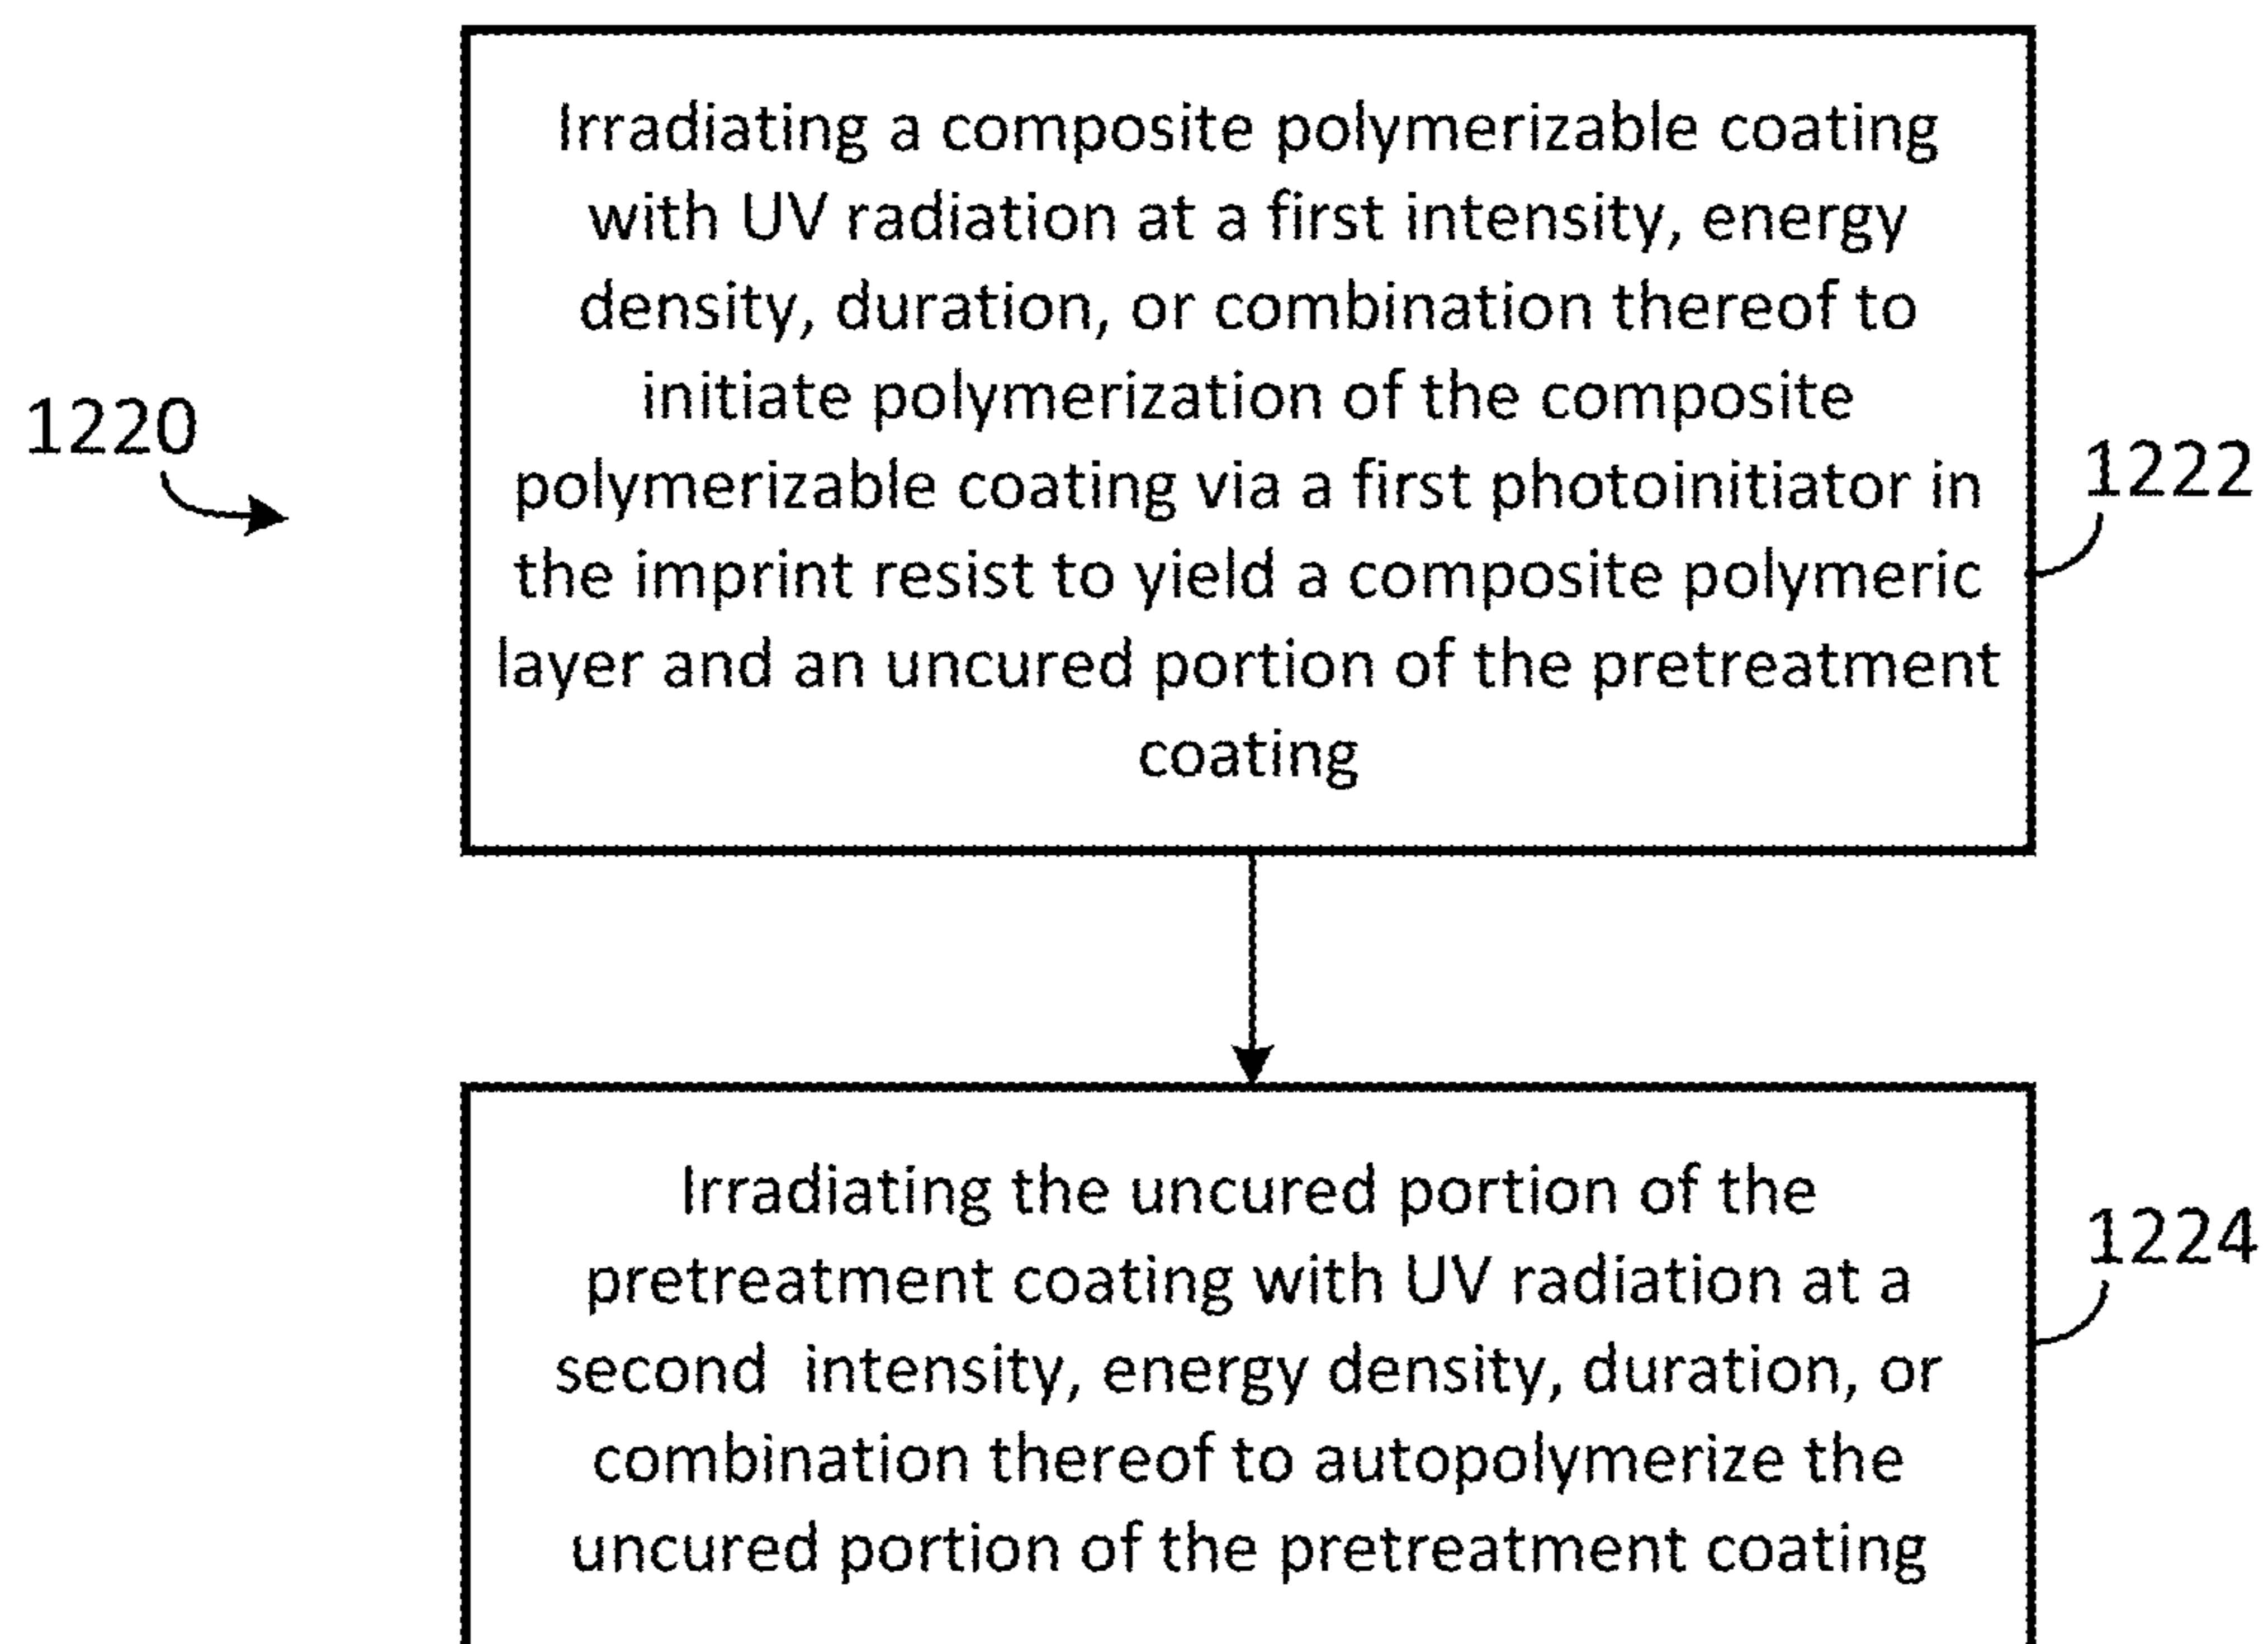 Irradiating a composite polymerizable coating
with UV radiation at a first intensity, energy
density, duration, or combination thereof to
initiate polymerization of the composite
1220
polymerizable coating via a first photoinitiator in
1222
the imprint resist to yield a composite polymeric
layer and an uncured portion of the pretreatment
coating
Irradiating the uncured portion of the
1224
pretreatment coating with UV radiation at a
second intensity, energy density, duration, or
combination thereof to autopolymerize the
uncured portion of the pretreatment coating